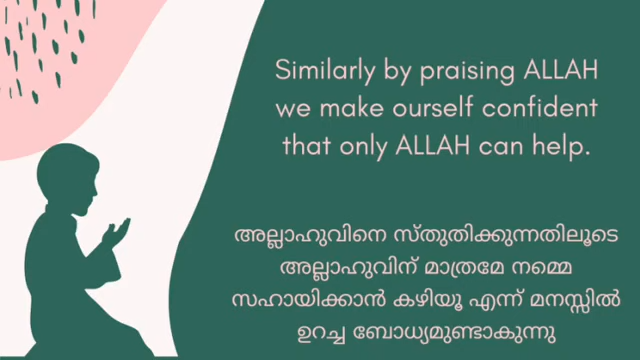 Similarly by praising ALLAH
we make ourself confident
that only ALLAH can help.
അല്ലാഹുവിനെ സ്തുതിക്കുന്നതിലൂടെ
അല്ലാഹുവിന് മാത്രമേ നമ്മെ
സഹായിക്കാൻ കഴിയൂ എന്ന് മനസ്സിൽ
ഉറച്ച ബോധ്യമുണ്ടാകുന്നു